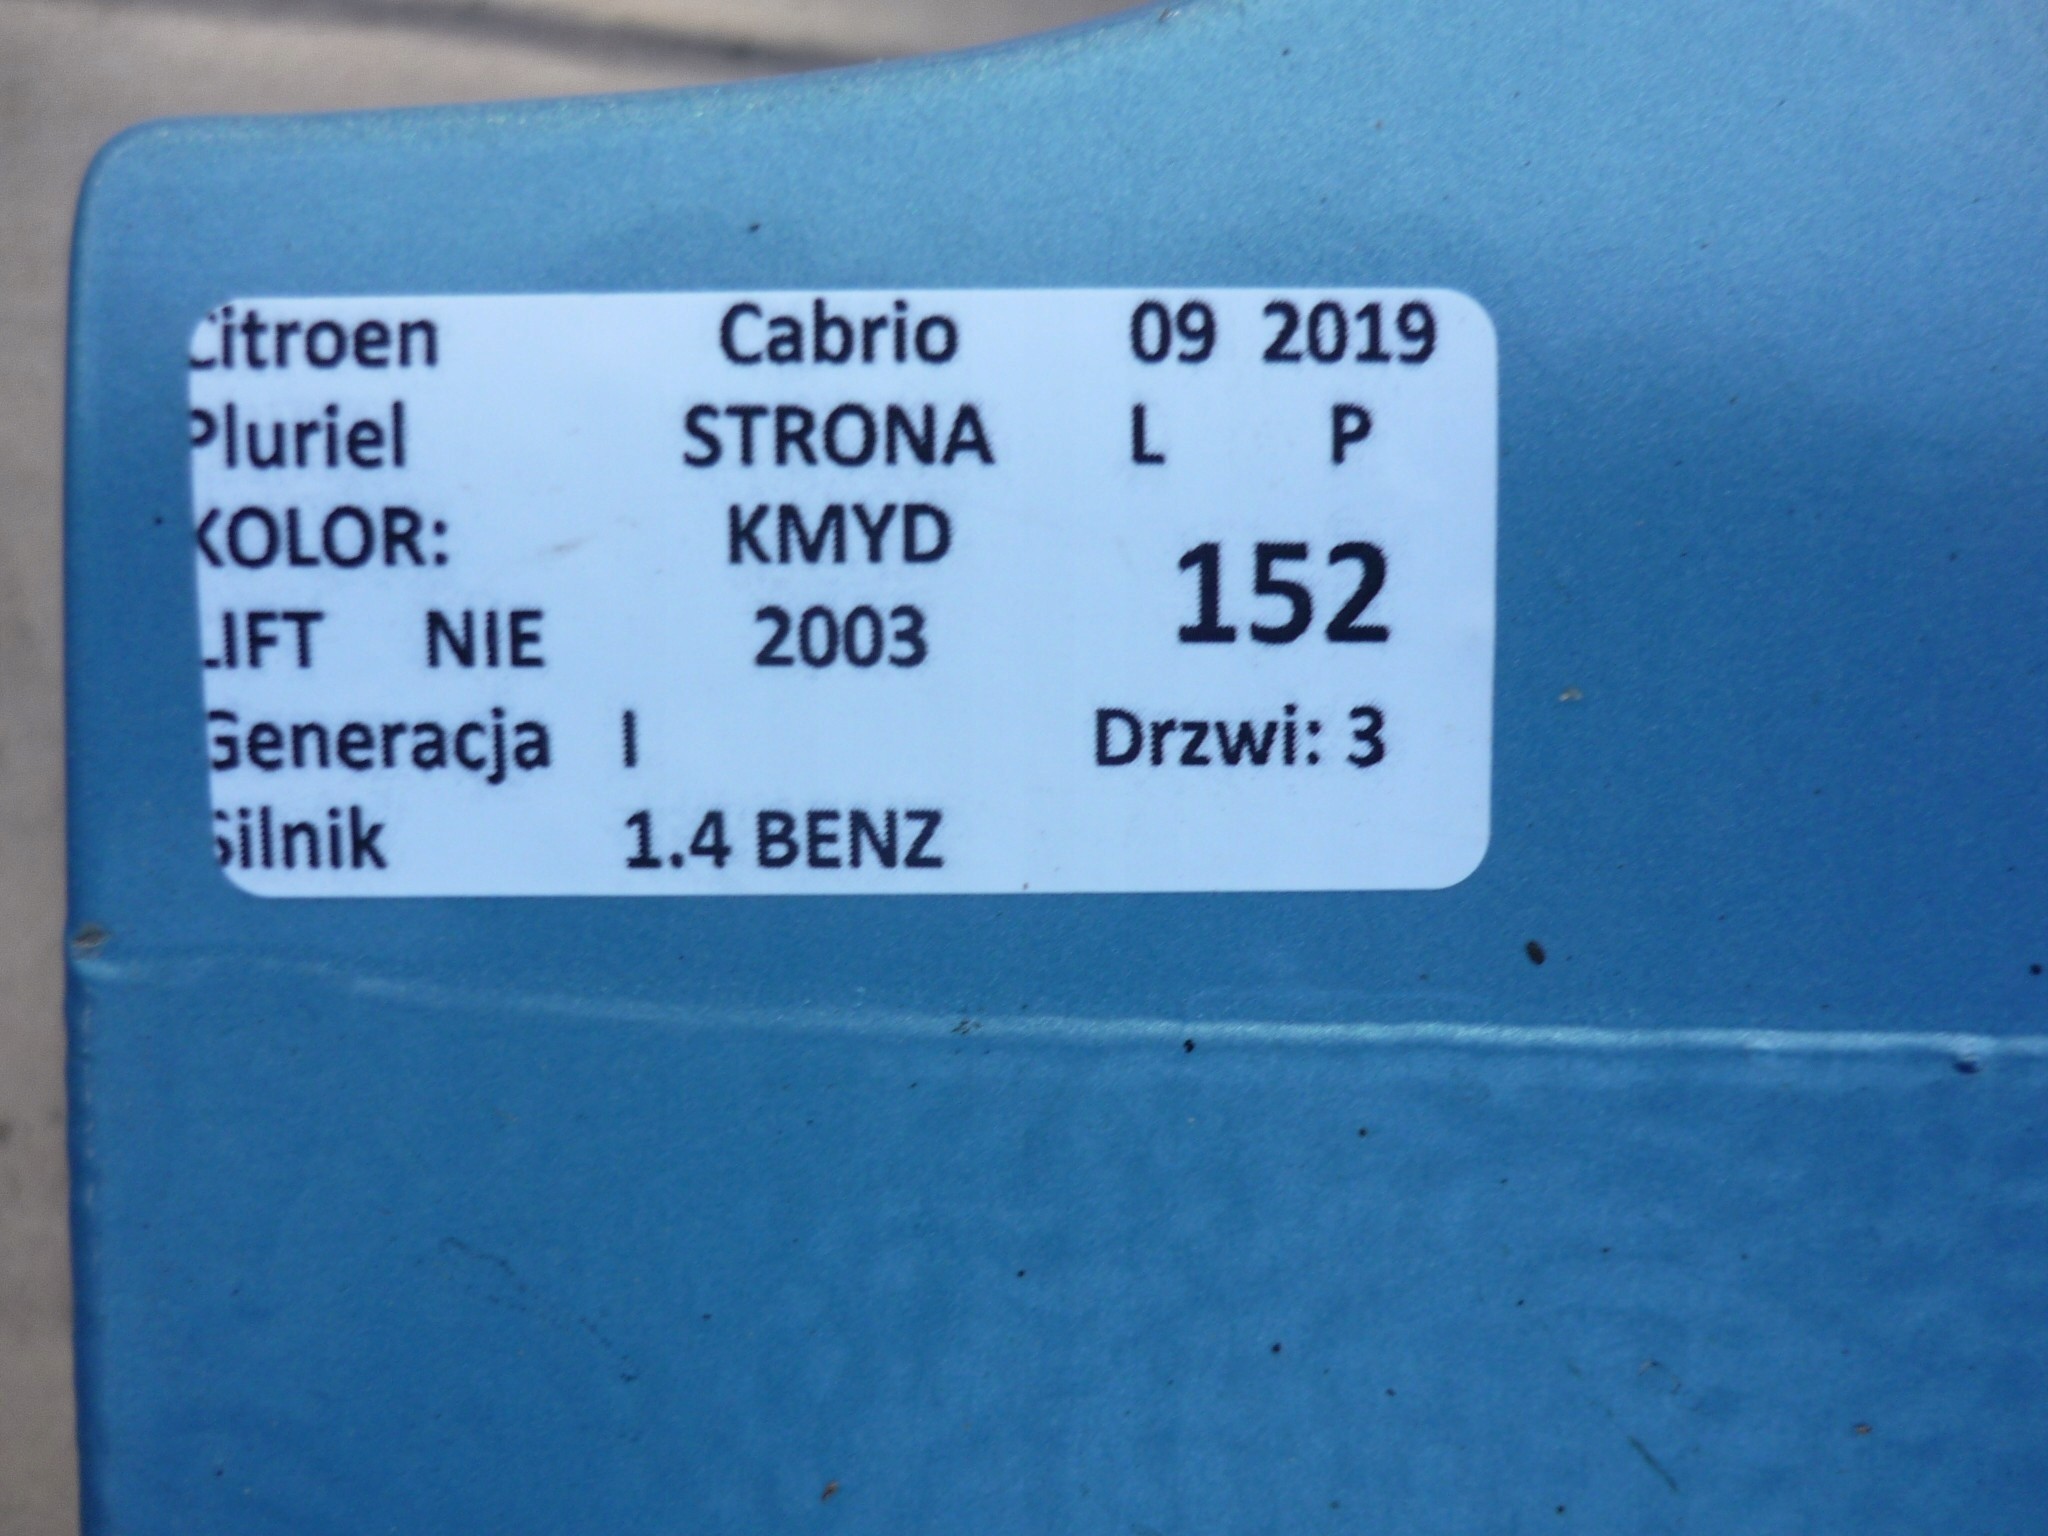 Citroen Cabrio 09 2019
Pluriel STRONA L P
KOLOR: KMYD 152
LIFT NIE 2003
Generacja I Drzwi: 3
Silnik 1.4 BENZ